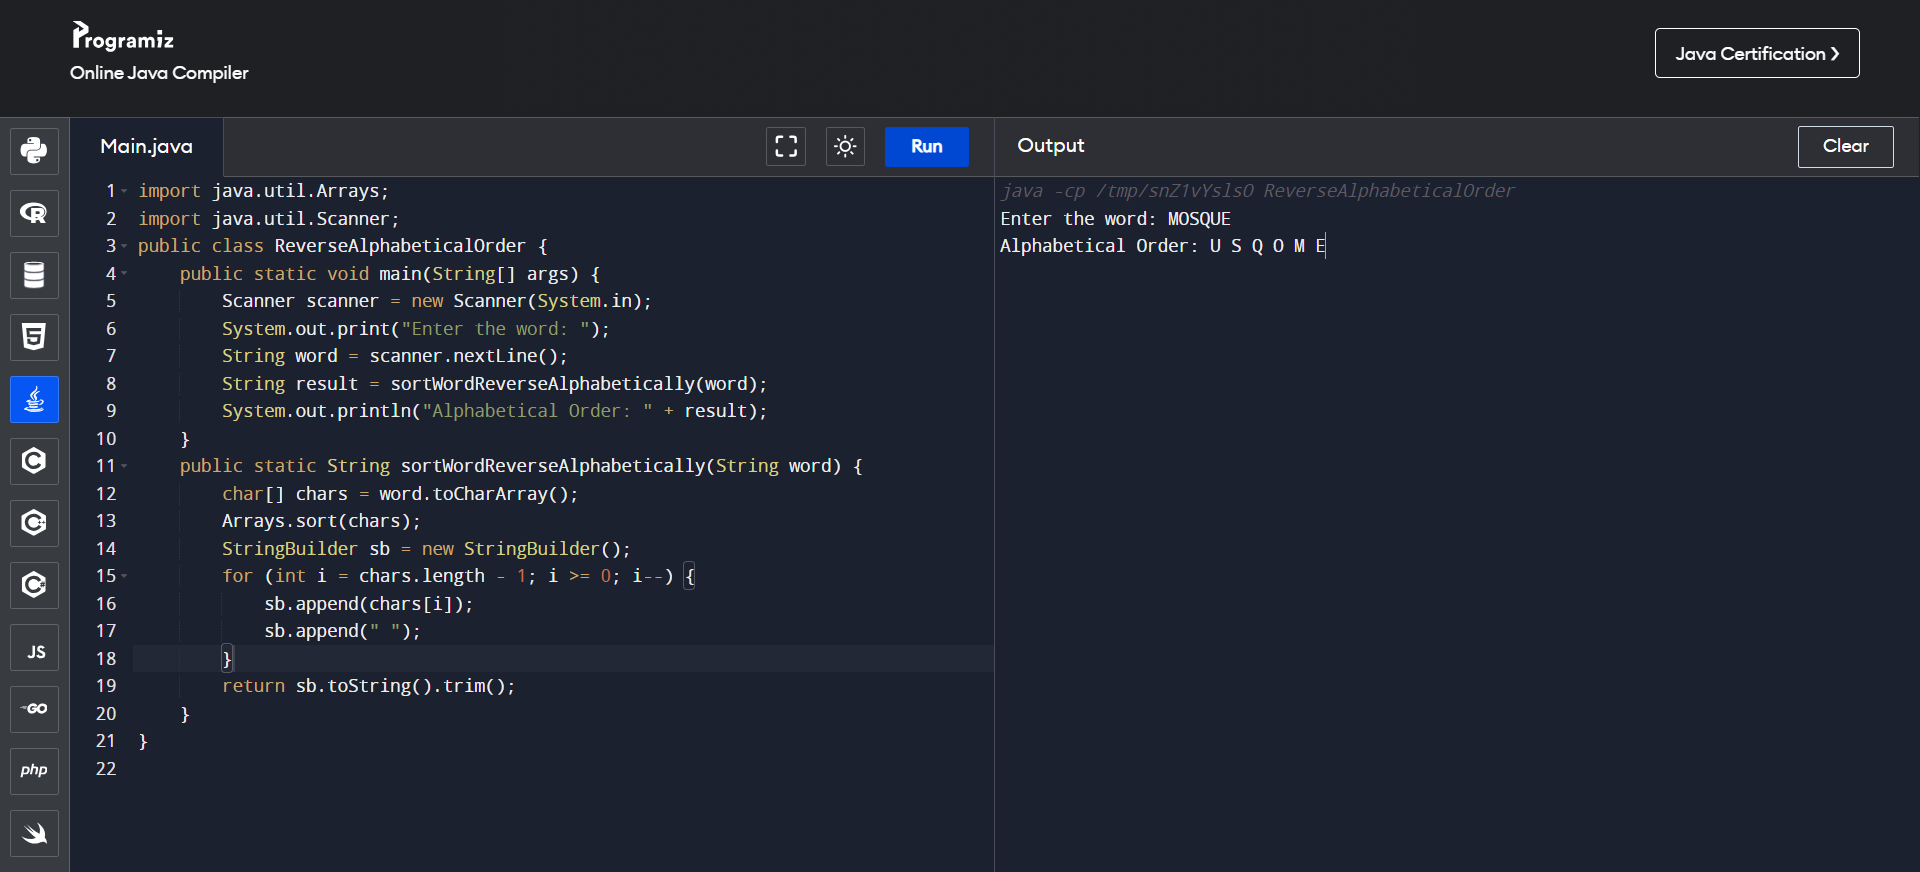 Programiz
Online Java Compiler
Java Certification ❯
Main.java
Run
Output
Clear
1 import java.util.Arrays;
2 import java.util.Scanner;
3 public class ReverseAlphabeticalOrder {
4     public static void main(String[] args) {
5         Scanner scanner = new Scanner(System.in);
6         System.out.print("Enter the word: ");
7         String word = scanner.nextLine();
8         String result = sortWordReverseAlphabetically(word);
9         System.out.println("Alphabetical Order: " + result);
10     }
11     public static String sortWordReverseAlphabetically(String word) {
12         char[] chars = word.toCharArray();
13         Arrays.sort(chars);
14         StringBuilder sb = new StringBuilder();
15         for (int i = chars.length - 1; i >= 0; i--) {
16             sb.append(chars[i]);
17             sb.append(" ");
18         }
19         return sb.toString().trim();
20     }
21 }
22
java -cp /tmp/snZ1vYslsO ReverseAlphabeticalOrder
Enter the word: MOSQUE
Alphabetical Order: U S Q O M E
R
5
C
C++
C#
JS
GO
php